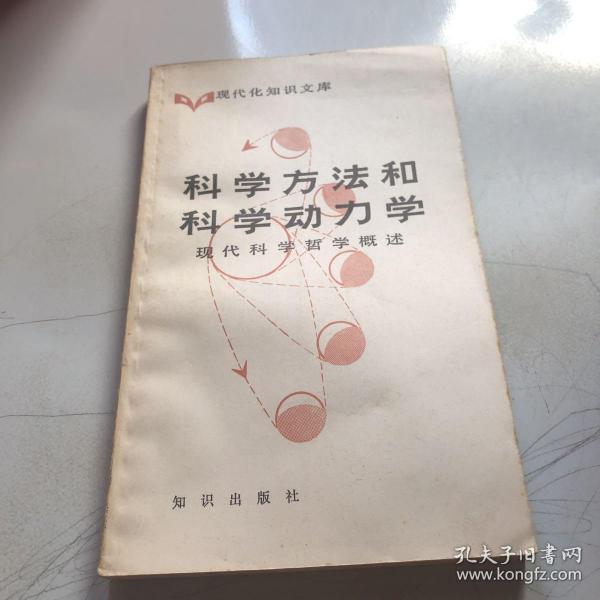 现代化知识文库
科学方法和
科学动力学
现代科学哲学概述
知识出版社
孔夫子旧書网
www.kongfz.com